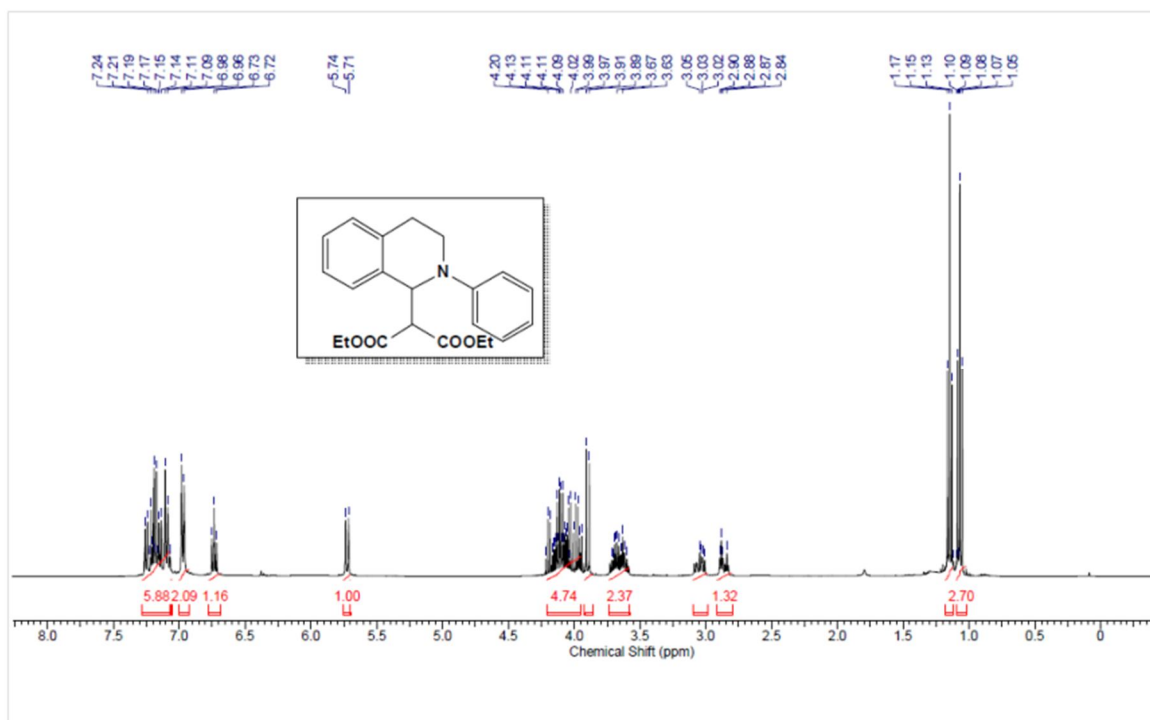 7.24 7.21 7.19 7.17 7.15 7.14 7.11 7.09 6.98 6.96 6.73 6.72 5.74 5.71 4.20 4.13 4.11 4.11 4.09 4.02 3.99 3.97 3.91 3.89 3.67 3.63 3.05 3.03 3.02 2.90 2.88 2.87 2.84 1.17 1.15 1.13 1.10 1.09 1.08 1.07 1.05
N
EtOOC COOEt
5.88 2.09 1.16 1.00 4.74 2.37 1.32 2.70
8.0 7.5 7.0 6.5 6.0 5.5 5.0 4.5 4.0 3.5 3.0 2.5 2.0 1.5 1.0 0.5 0
Chemical Shift (ppm)